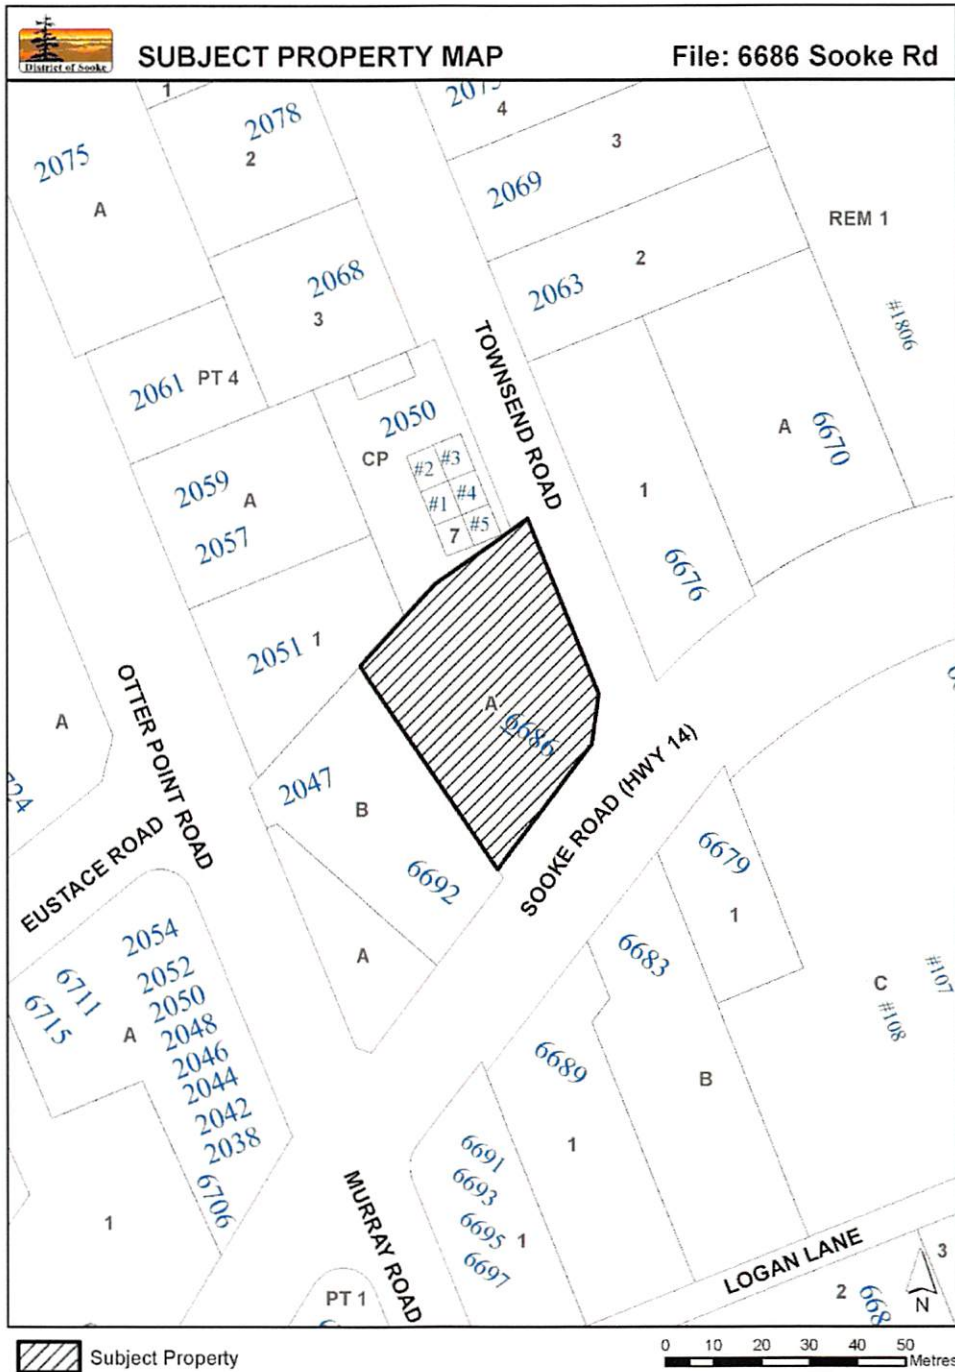 District of Sooke
SUBJECT PROPERTY MAP
File: 6686 Sooke Rd
1
2078
2
2075
A
4
3
2069
REM 1
2
2063
2068
3
#1806
TOWNSEND ROAD
2061 PT 4
2050
CP
A
6670
#2 #3
#1 #4
7 #5
2059
A
2057
1
6676
2051 1
OTTER POINT ROAD
A
A
6686
2047
B
SOOKE ROAD (HWY 14)
EUSTACE ROAD
6692
6679
1
A
6683
C
#107
#108
2054
2052
2050
2048
2046
2044
2042
2038
6706
6711
6715
A
6689
B
1
6691
6693
6695 1
6697
1
MURRAY ROAD
LOGAN LANE
PT 1
2
3
N
Subject Property
0 10 20 30 40 50
Metres